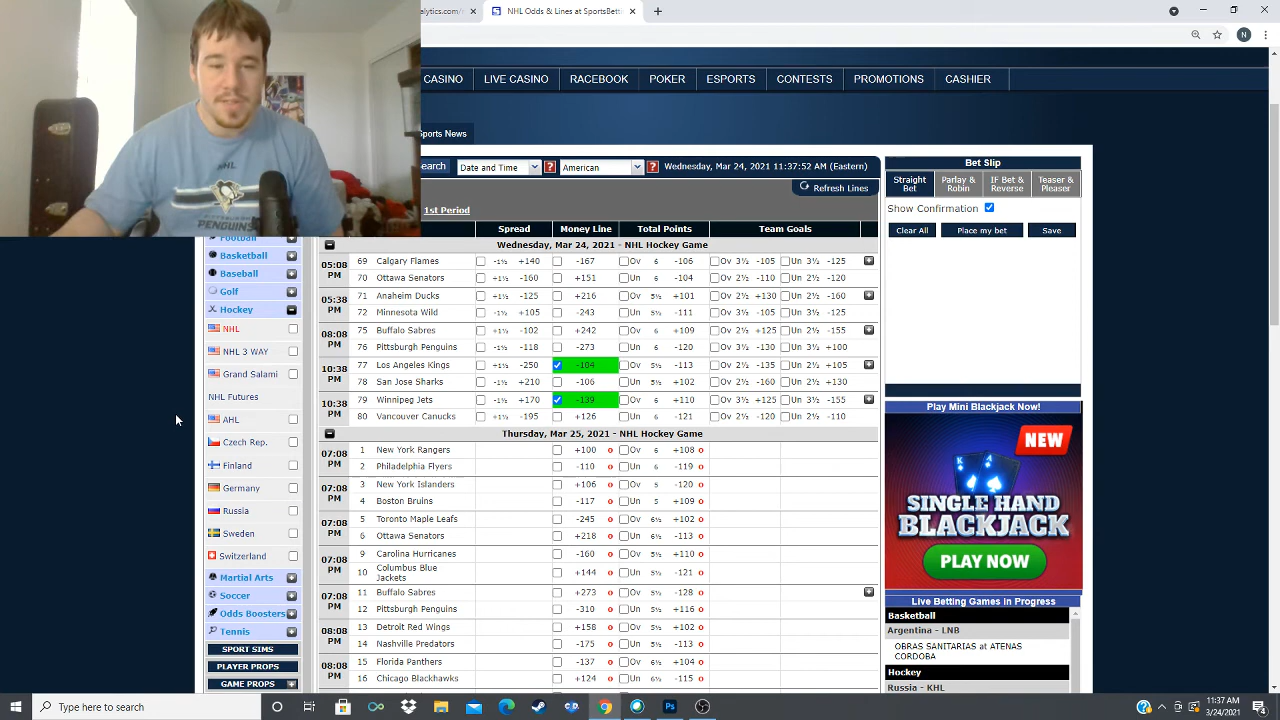 alytics.com/r
NHL Odds & Lines at SportsBett
N
CASINO LIVE CASINO RACEBOOK POKER ESPORTS CONTESTS PROMOTIONS CASHIER
ports News
earch Date and Time ? American ? Wednesday, Mar 24, 2021 11:37:52 AM (Eastern)
Refresh Lines
1st Period
Spread Money Line Total Points Team Goals
Wednesday, Mar 24, 2021 - NHL Hockey Game
05:08 PM
69 Calgary Flames -1½ +140 -167 Ov 6 -106 Ov 3½ -105 Un 3½ -125
70 Ottawa Senators +1½ -160 +151 Un 6 -104 Ov 2½ -110 Un 2½ -120
05:38 PM
71 Anaheim Ducks +1½ -125 +216 Ov 5½ +101 Ov 2½ +130 Un 2½ -160
72 Minnesota Wild -1½ +105 -243 Un 5½ -111 Ov 3½ -105 Un 3½ -125
08:08 PM
75 Buffalo Sabres +1½ -102 +242 Ov 6 +109 Ov 2½ +125 Un 2½ -155
76 Pittsburgh Penguins -1½ -118 -273 Un 6 -120 Ov 3½ -130 Un 3½ +100
10:38 PM
77 Los Angeles Kings +1½ -250 -104 Ov 5½ -113 Ov 2½ -135 Un 2½ +105
78 San Jose Sharks -1½ +210 -106 Un 5½ +102 Ov 2½ -160 Un 2½ +130
10:38 PM
79 Winnipeg Jets -1½ +170 -139 Ov 6 +110 Ov 3½ +125 Un 3½ -155
80 Vancouver Canucks +1½ -195 +126 Un 6 -121 Ov 2½ -120 Un 2½ -110
Thursday, Mar 25, 2021 - NHL Hockey Game
07:08 PM
1 New York Rangers +100 o Ov 6 +108 o
2 Philadelphia Flyers -110 o Un 6 -119 o
07:08 PM
3 New York Islanders +106 o Ov 5 -120 o
4 Boston Bruins -117 o Un 5 +109 o
07:08 PM
5 Toronto Maple Leafs -245 o Ov 6½ +102 o
6 Ottawa Senators +218 o Un 6½ -113 o
07:08 PM
9 Carolina Hurricanes -160 o Ov 5½ +110 o
10 Columbus Blue Jackets +144 o Un 5½ -121 o
07:08 PM
11 Buffalo Sabres +273 o Ov 5½ -128 o
12 Pittsburgh Penguins -310 o Un 5½ +116 o
08:08 PM
13 Detroit Red Wings +158 o Ov 5½ +102 o
14 Nashville Predators -175 o Un 5½ -113 o
08:08 PM
15 Florida Panthers -137 o Ov 6½ +104 o
16 Chicago Blackhawks +124 o Un 6½ -115 o
Football
Basketball
Baseball
Golf
Hockey
NHL
NHL 3 WAY
Grand Salami
NHL Futures
AHL
Czech Rep.
Finland
Germany
Russia
Sweden
Switzerland
Martial Arts
Soccer
Odds Boosters
Tennis
SPORT SIMS
PLAYER PROPS
GAME PROPS
Bet Slip
Straight Bet
Parlay & Robin
IF Bet & Reverse
Teaser & Pleaser
Show Confirmation
Clear All Place my bet Save
Play Mini Blackjack Now!
NEW
SINGLE HAND
BLACKJACK
PLAY NOW
Live Betting Games in Progress
Basketball
Argentina - LNB
OBRAS SANITARIAS at ATENAS
CORDOBA
Hockey
Russia - KHL
NHL
PITTSBURGH
PENGUINS
Type here to search
11:37 AM
3/24/2021